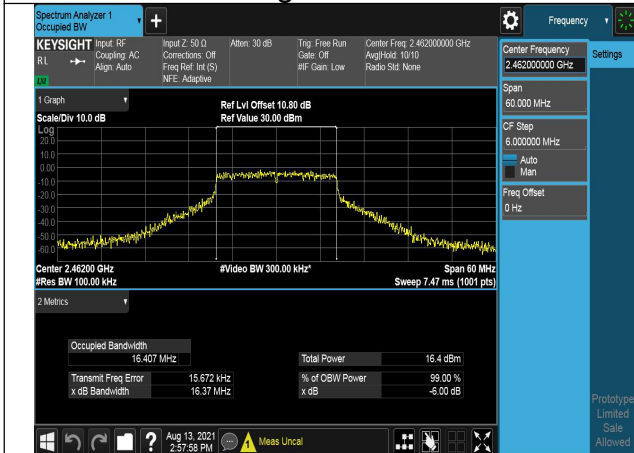 Spectrum Analyzer 1
Occupied BW
+
Frequency
KEYSIGHT
RL
Input: RF
Coupling: AC
Align: Auto
Input Z: 50 Ω
Corrections: Off
Freq Ref: Int (S)
NFE: Adaptive
Atten: 30 dB
Trig: Free Run
Gate: Off
#IF Gain: Low
Center Freq: 2.462000000 GHz
Avg|Hold: 10/10
Radio Std: None
Center Frequency
2.462000000 GHz
Settings
Span
60.000 MHz
CF Step
6.000000 MHz
Auto
Man
Freq Offset
0 Hz
1 Graph
Scale/Div 10.0 dB
Ref Lvl Offset 10.80 dB
Ref Value 30.00 dBm
Log
20.0
10.0
0.00
-10.0
-20.0
-30.0
-40.0
-50.0
-60.0
Center 2.46200 GHz
#Video BW 300.00 kHz*
Span 60 MHz
#Res BW 100.00 kHz
Sweep 7.47 ms (1001 pts)
2 Metrics
Occupied Bandwidth
16.407 MHz
Total Power 16.4 dBm
Transmit Freq Error 15.672 kHz
% of OBW Power 99.00 %
x dB Bandwidth 16.37 MHz
x dB -6.00 dB
Prototype
Limited
Sale
Allowed
?
Aug 13, 2021
2:57:58 PM
Meas Uncal